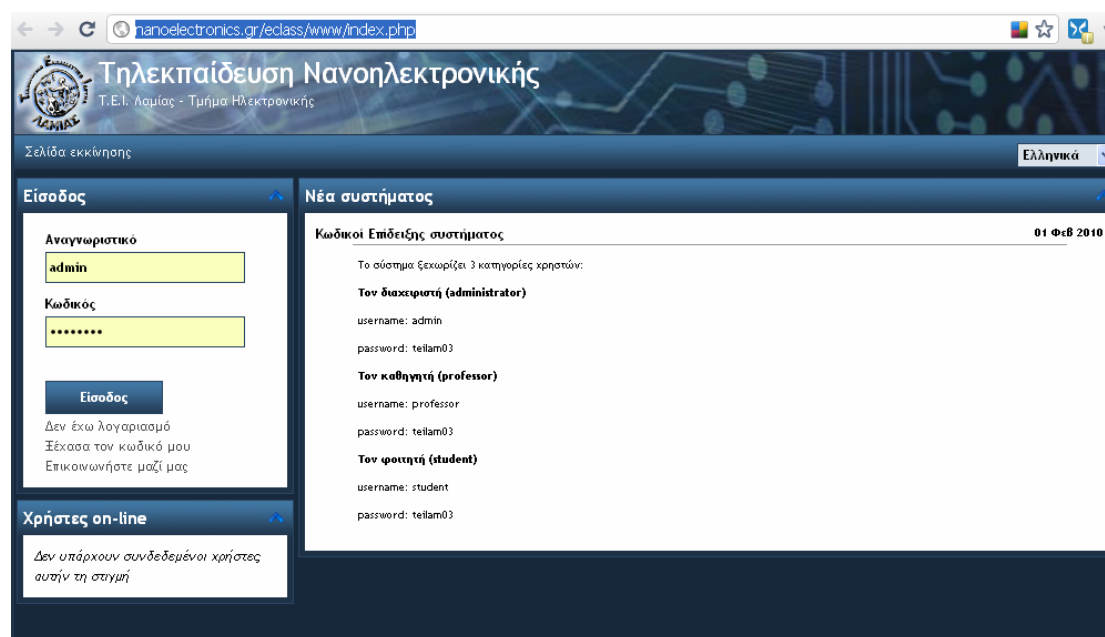 nanoelectronics.gr/eclass/www/index.php
Τηλεκπαίδευση Νανοηλεκτρονικής
Τ.Ε.Ι. Λαμίας - Τμήμα Ηλεκτρονικής
ΛΑΜΙΑΣ
Σελίδα εκκίνησης
Ελληνικά
Είσοδος
Αναγνωριστικό
admin
Κωδικός
••••••••
Είσοδος
Δεν έχω λογαριασμό
Ξέχασα τον κωδικό μου
Επικοινωνήστε μαζί μας
Χρήστες on-line
Δεν υπάρχουν συνδεδεμένοι χρήστες
αυτήν τη στιγμή
Νέα συστήματος
Κωδικοί Επίδειξης συστήματος
01 Φεβ 2010
Το σύστημα ξεχωρίζει 3 κατηγορίες χρηστών:
Τον διαχειριστή (administrator)
username: admin
password: teilam03
Τον καθηγητή (professor)
username: professor
password: teilam03
Τον φοιτητή (student)
username: student
password: teilam03